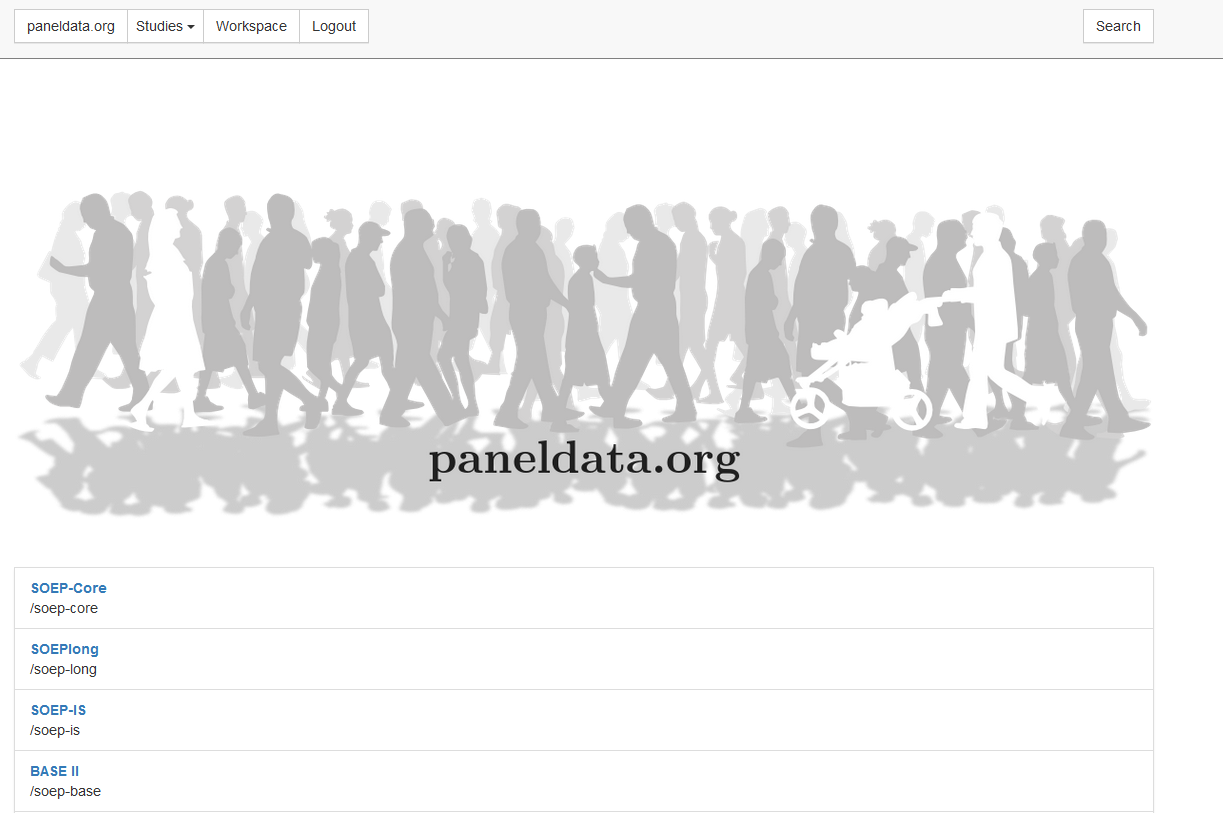 paneldata.org Studies Workspace Logout Search
paneldata.org
SOEP-Core
/soep-core
SOEPlong
/soep-long
SOEP-IS
/soep-is
BASE II
/soep-base